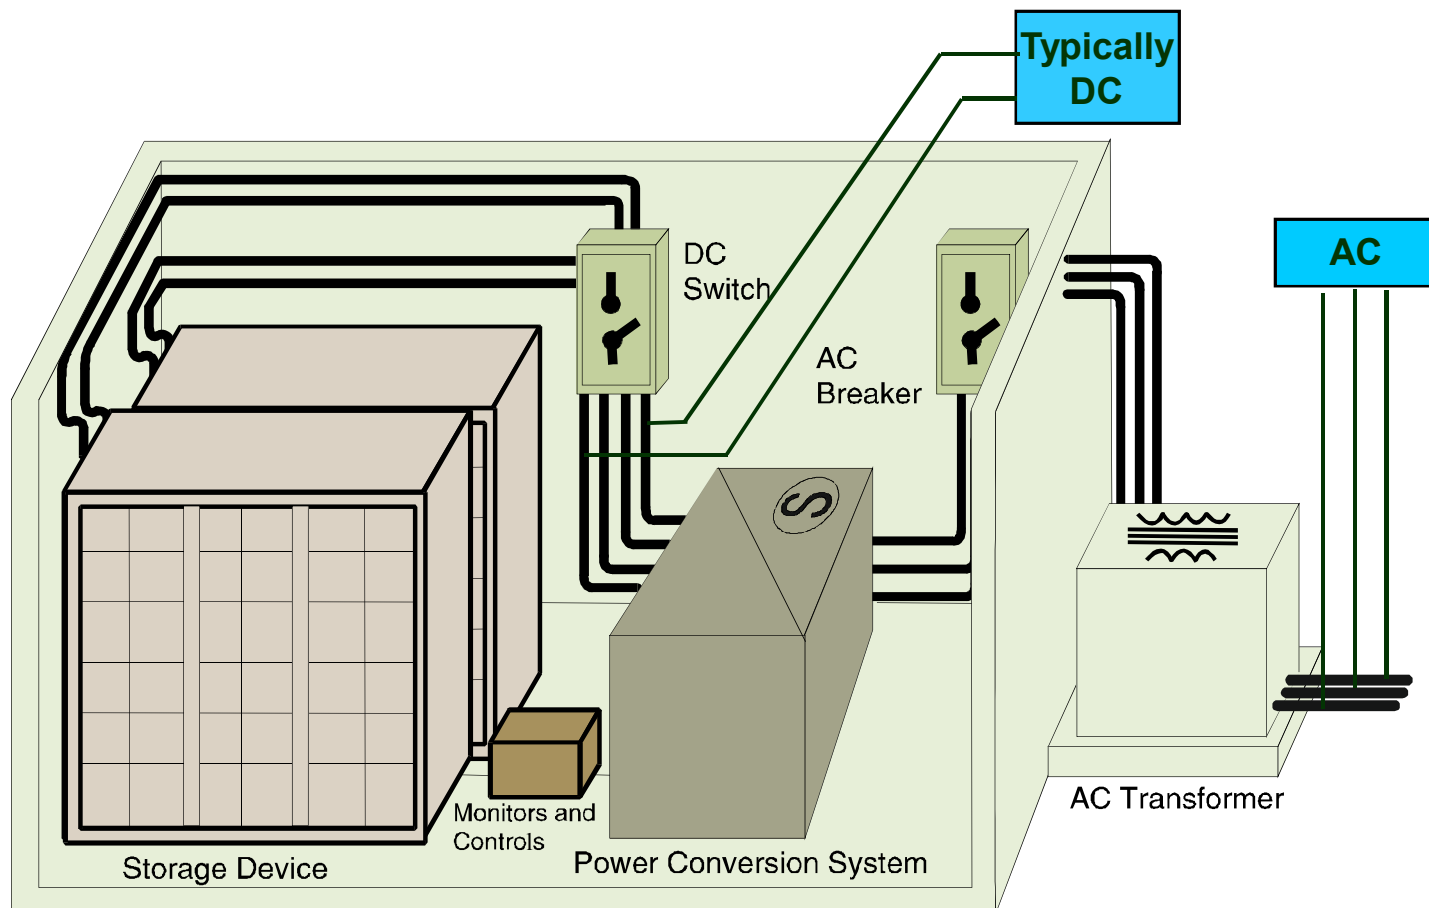 Typically
DC
AC
DC
Switch
AC
Breaker
S
Monitors and
Controls
AC Transformer
Storage Device
Power Conversion System